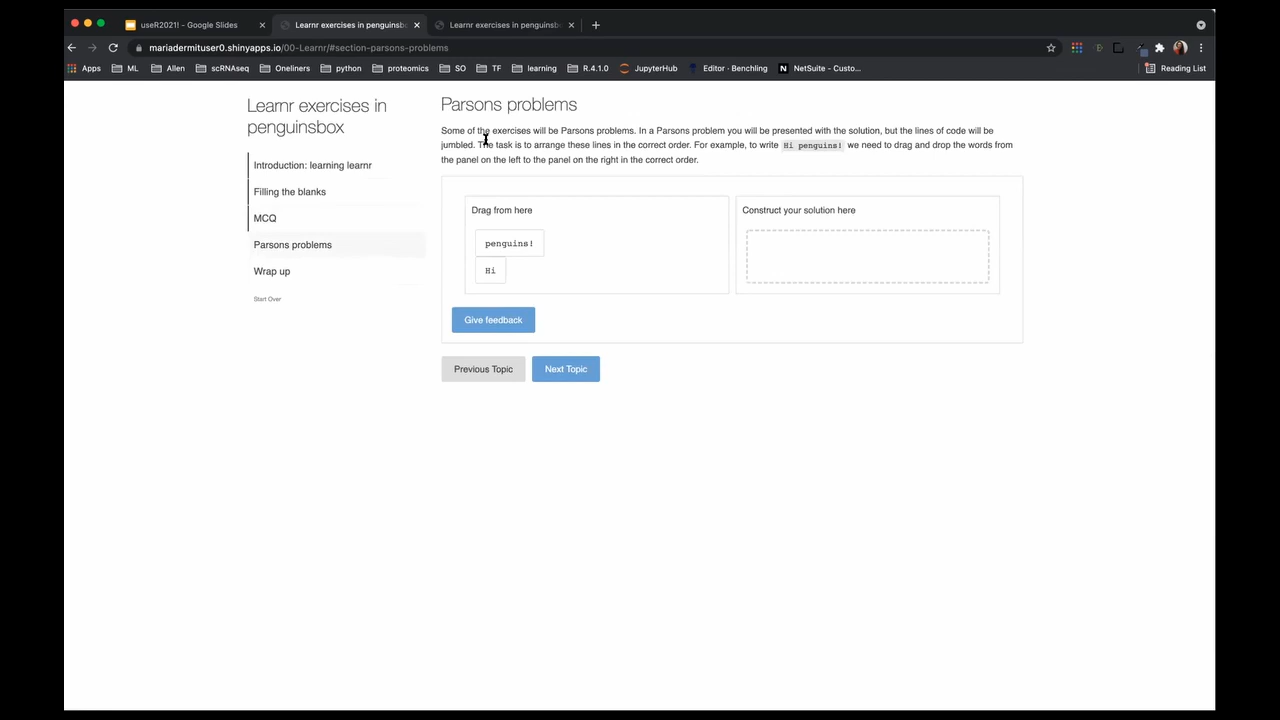 useR2021! - Google Slides
Learnr exercises in penguinsb
Learnr exercises in penguinsb
mariadermituser0.shinyapps.io/00-Learnr/#section-parsons-problems
Apps
ML
Allen
scRNAseq
Oneliners
python
proteomics
SO
TF
learning
R.4.1.0
JupyterHub
Editor · Benchling
NetSuite - Custo...
Reading List
Learnr exercises in
penguinsbox
Introduction: learning learnr
Filling the blanks
MCQ
Parsons problems
Wrap up
Start Over
Parsons problems
Some of the exercises will be Parsons problems. In a Parsons problem you will be presented with the solution, but the lines of code will be
jumbled. The task is to arrange these lines in the correct order. For example, to write Hi penguins! we need to drag and drop the words from
the panel on the left to the panel on the right in the correct order.
Drag from here
penguins!
Hi
Construct your solution here
Give feedback
Previous Topic
Next Topic